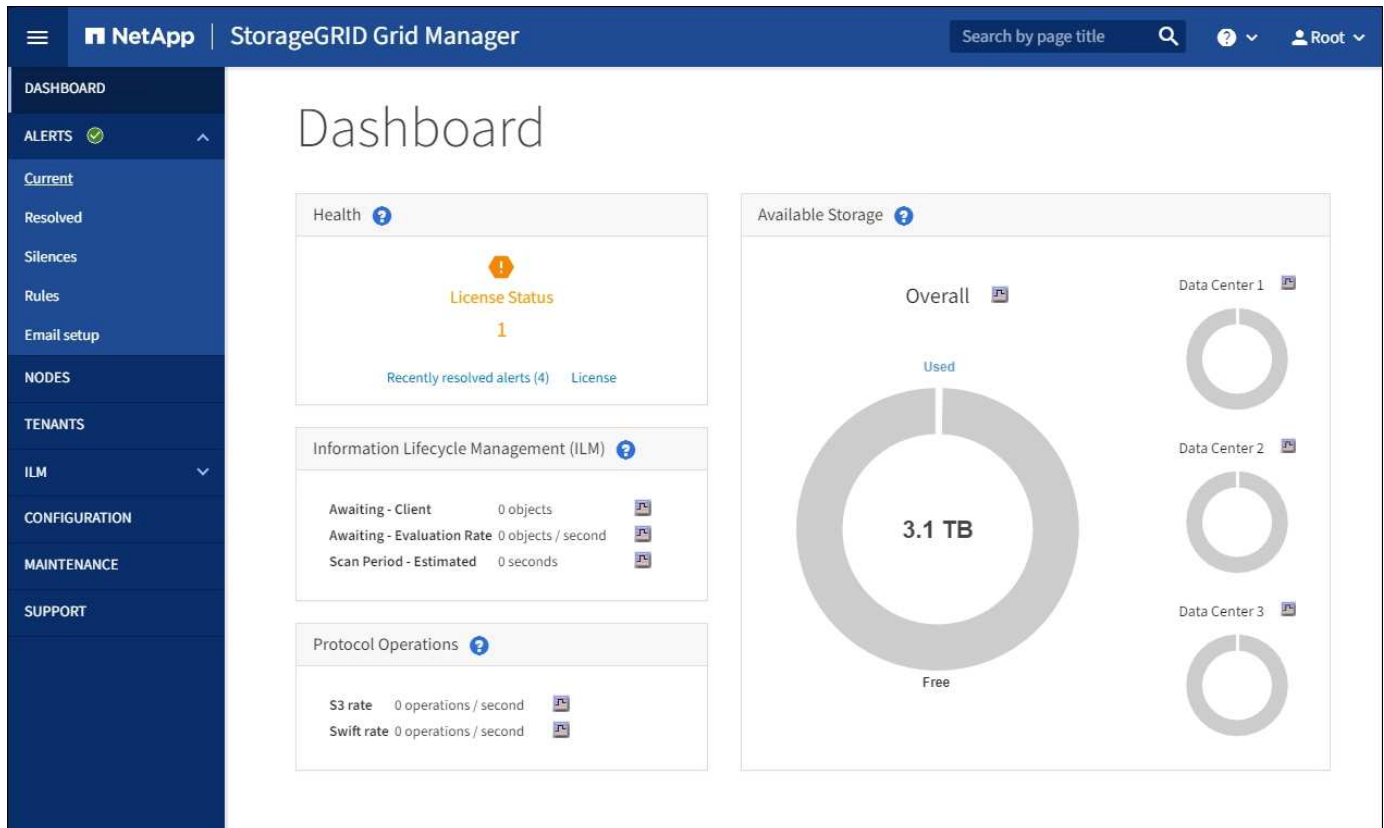 NetApp | StorageGRID Grid Manager
Search by page title
?
Root
DASHBOARD
ALERTS
Current
Resolved
Silences
Rules
Email setup
NODES
TENANTS
ILM
CONFIGURATION
MAINTENANCE
SUPPORT
Dashboard
Health ?
!
License Status
1
Recently resolved alerts (4) License
Information Lifecycle Management (ILM) ?
Awaiting - Client 0 objects
Awaiting - Evaluation Rate 0 objects / second
Scan Period - Estimated 0 seconds
Protocol Operations ?
S3 rate 0 operations / second
Swift rate 0 operations / second
Available Storage ?
Overall
Used
3.1 TB
Free
Data Center 1
Data Center 2
Data Center 3